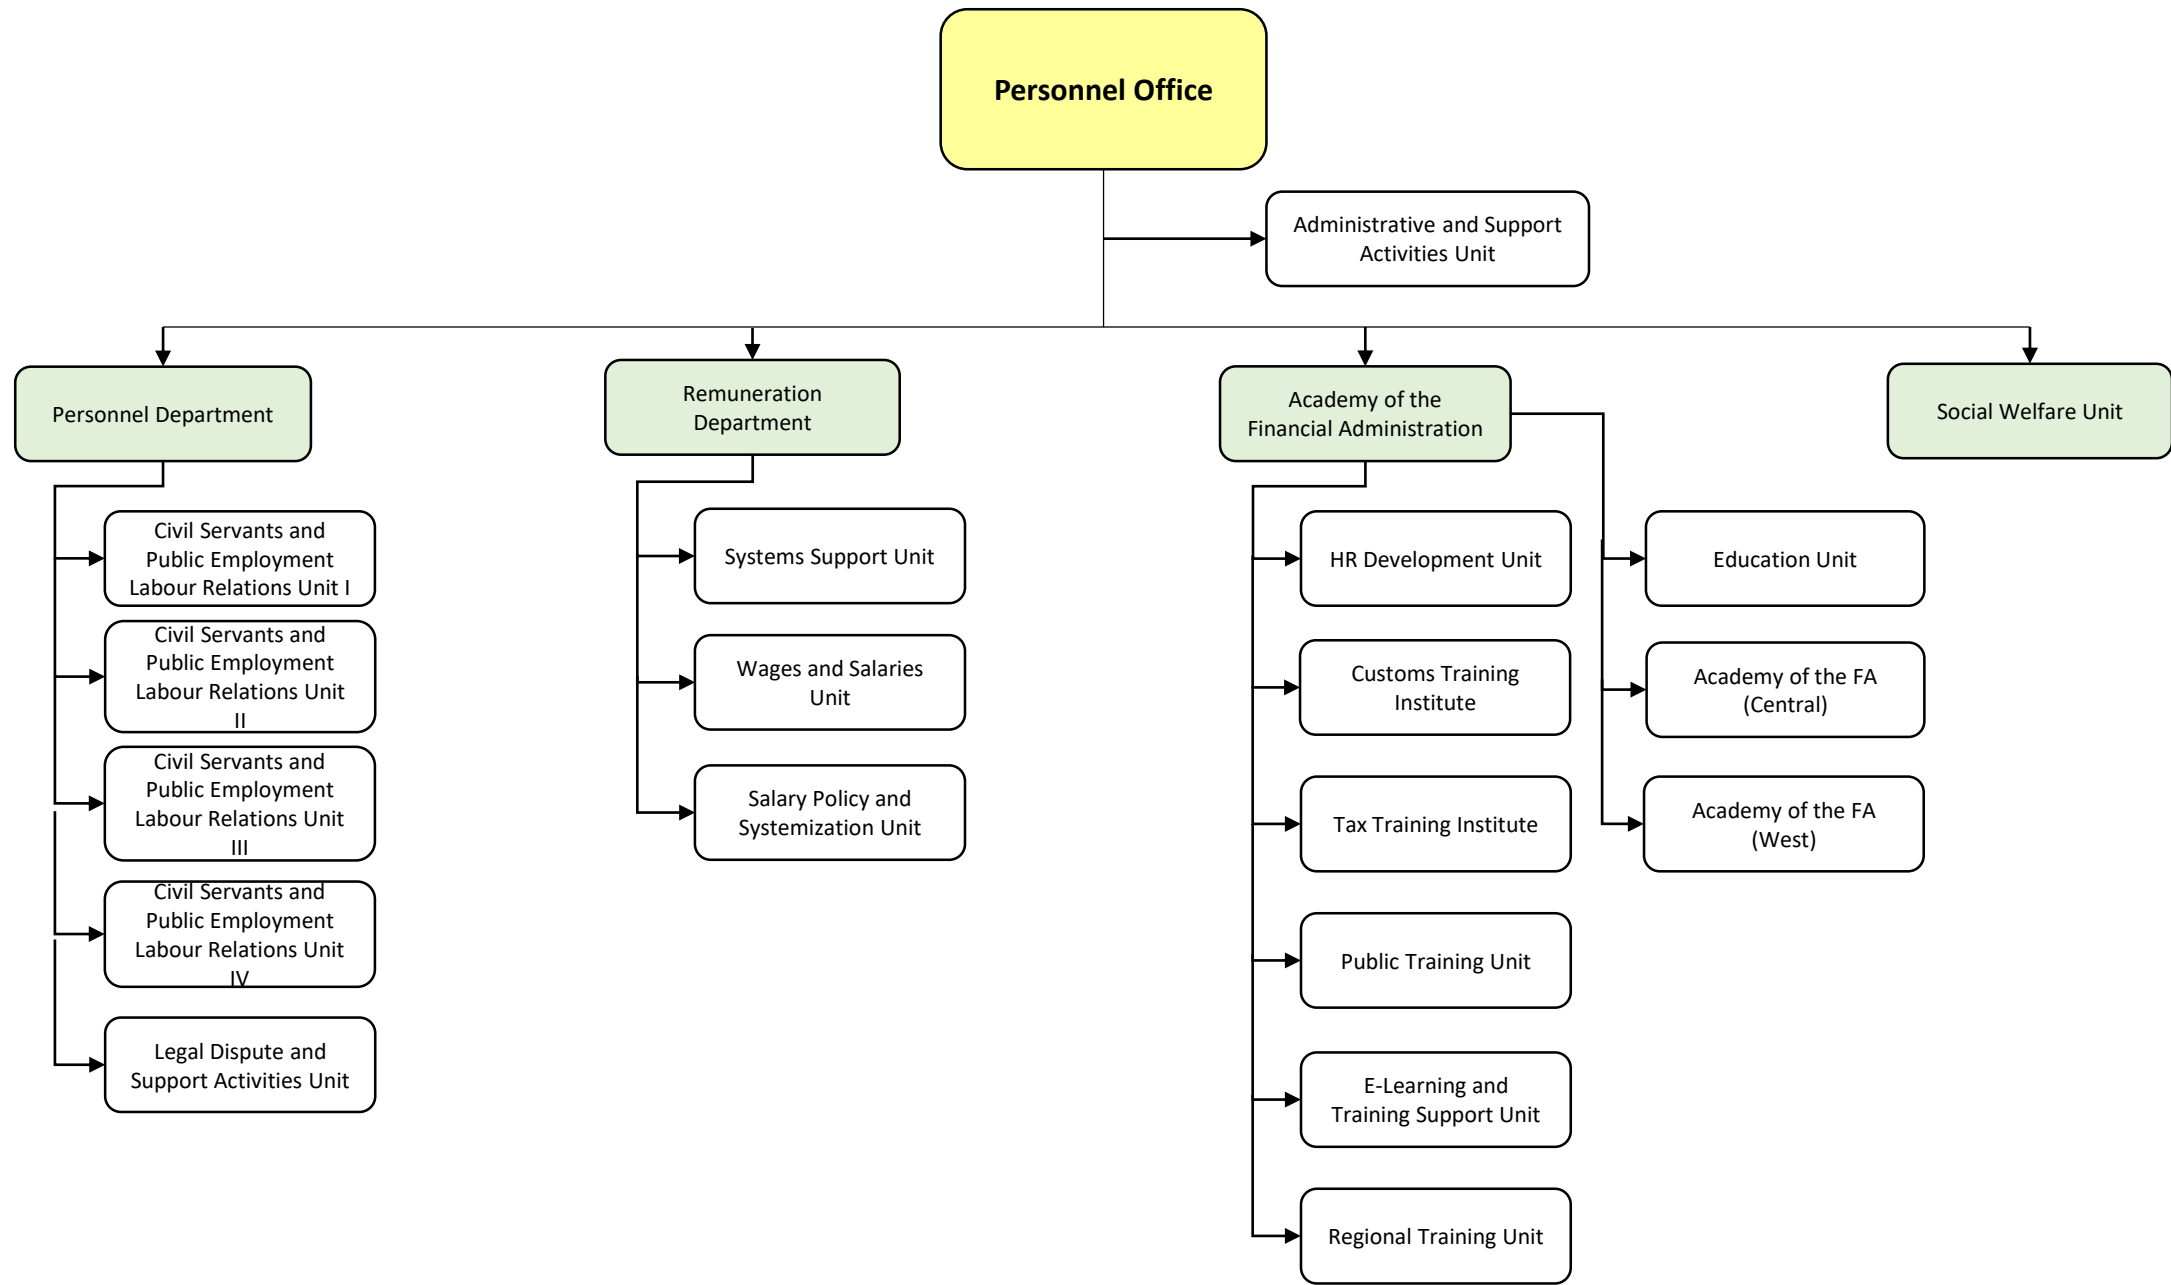 Personnel Office
Administrative and Support
Activities Unit
Personnel Department
Remuneration
Department
Academy of the
Financial Administration
Social Welfare Unit
Civil Servants and
Public Employment
Labour Relations Unit I
Civil Servants and
Public Employment
Labour Relations Unit
II
Civil Servants and
Public Employment
Labour Relations Unit
III
Civil Servants and
Public Employment
Labour Relations Unit
IV
Legal Dispute and
Support Activities Unit
Systems Support Unit
Wages and Salaries
Unit
Salary Policy and
Systemization Unit
HR Development Unit
Customs Training
Institute
Tax Training Institute
Public Training Unit
E-Learning and
Training Support Unit
Regional Training Unit
Education Unit
Academy of the FA
(Central)
Academy of the FA
(West)